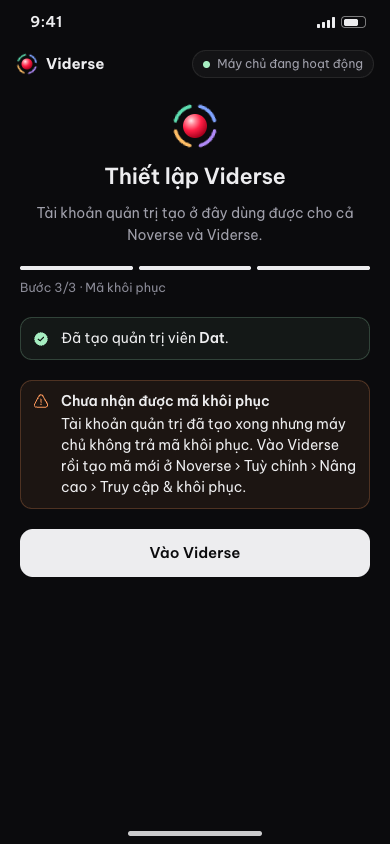 9:41
Viderse
Máy chủ đang hoạt động
Thiết lập Viderse
Tài khoản quản trị tạo ở đây dùng được cho cả
Noverse và Viderse.
Bước 3/3 · Mã khôi phục
Đã tạo quản trị viên Dat.
Chưa nhận được mã khôi phục
Tài khoản quản trị đã tạo xong nhưng máy
chủ không trả mã khôi phục. Vào Viderse
rồi tạo mã mới ở Noverse › Tuỳ chỉnh › Nâng
cao › Truy cập & khôi phục.
Vào Viderse